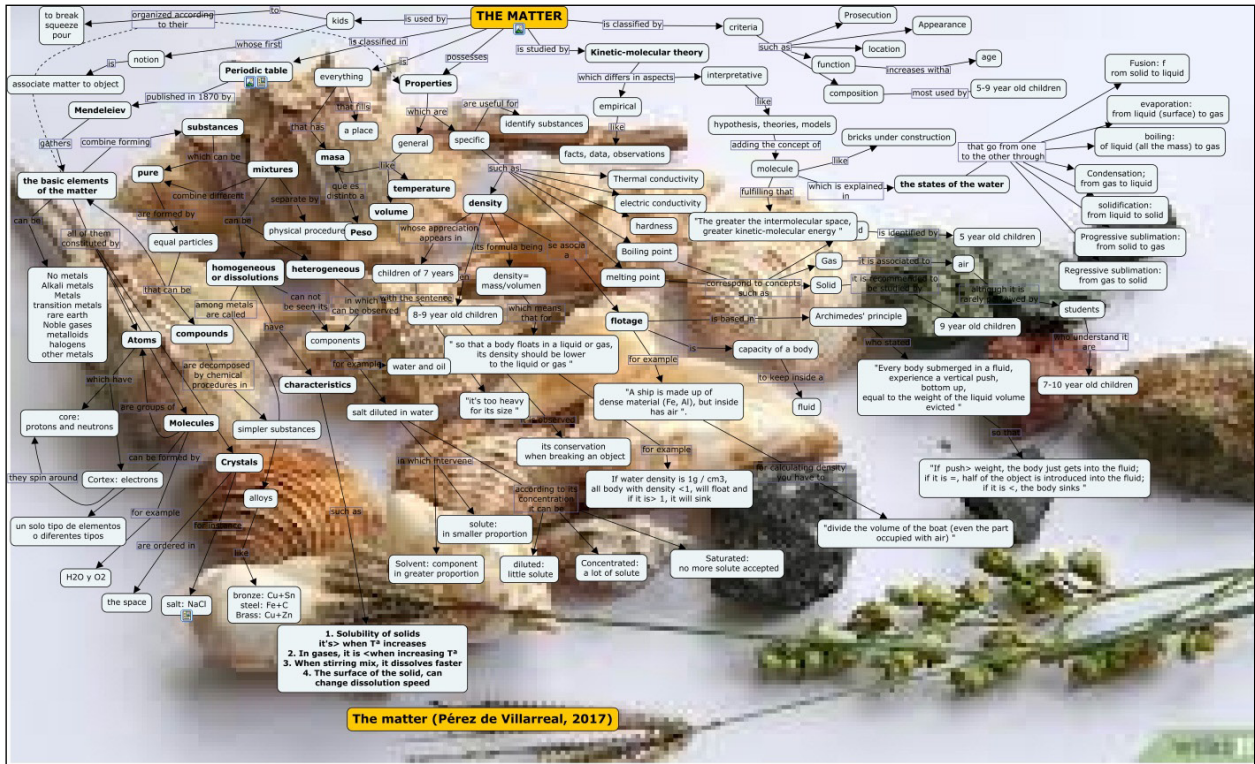 THE MATTER
to break
squeeze
pour
organized according
to their
to
kids
is used by
is classified by
criteria
such as
Prosecution
Appearance
location
function
increases witha
age
composition
most used by
5-9 year old children
whose first
notion
is
associate matter to object
is classified in
Periodic table
published in 1870 by
Mendeleiev
gathers
combine forming
is
everything
that fills
a place
that has
masa
que es
distinto a
Peso
possesses
Properties
which are
general
like
temperature
volume
specific
are useful for
identify substances
such as
is studied by
Kinetic-molecular theory
which differs in aspects
interpretative
like
hypothesis, theories, models
adding the concept of
molecule
like
bricks under construction
which is explained
in
the states of the water
that go from one
to the other through
Fusion: f
rom solid to liquid
evaporation:
from liquid (surface) to gas
boiling:
of liquid (all the mass) to gas
Condensation;
from gas to liquid
solidification:
from liquid to solid
Progressive sublimation:
from solid to gas
Regressive sublimation:
from gas to solid
fulfilling that
"The greater the intermolecular space,
greater kinetic-molecular energy "
d
is identified by
5 year old children
empirical
like
facts, data, observations
Thermal conductivity
electric conductivity
hardness
Boiling point
melting point
correspond to concepts
such as
Gas
it is associated to
air
although it is
rarely perceived by
students
who understand it
are
7-10 year old children
Solid
it is recommended to
be studied by
9 year old children
density
whose appreciation
appears in
children of 7 years
its formula being
density=
mass/volumen
which means
that for
se asocia
a
en
with the sentence
8-9 year old children
" so that a body floats in a liquid or gas,
its density should be lower
to the liquid or gas "
"it's too heavy
for its size "
it is observed
its conservation
when breaking an object
for example
If water density is 1g / cm3,
all body with density <1, will float and
if it is> 1, it will sink
for calculating density
you have to
"divide the volume of the boat (even the part
occupied with air) "
flotage
is based in
Archimedes' principle
who stated
"Every body submerged in a fluid,
experience a vertical push,
bottom up,
equal to the weight of the liquid volume
evicted "
so that
"If push> weight, the body just gets into the fluid;
if it is =, half of the object is introduced into the fluid;
if it is <, the body sinks "
is
capacity of a body
to keep inside a
fluid
for example
"A ship is made up of
dense material (Fe, Al), but inside
has air ".
the basic elements
of the matter
can be
No metals
Alkali metals
Metals
transition metals
rare earth
Noble gases
metalloids
halogens
other metals
all of them
constituted by
Atoms
which have
core:
protons and neutrons
they spin around
Cortex: electrons
that can be
compounds
are decomposed
by chemical
procedures in
simpler substances
are groups of
Molecules
can be formed by
un solo tipo de elementos
o diferentes tipos
for example
H2O y O2
Crystals
are ordered in
the space
for instance
salt: NaCl
substances
which can be
pure
are formed by
equal particles
mixtures
combine different
separate by
physical procedure
can be
homogeneous
or dissolutions
heterogeneous
among metals
are called
alloys
like
bronze: Cu+Sn
steel: Fe+C
Brass: Cu+Zn
can not
be seen its
in which it
can be observed
components
for example
water and oil
have
characteristics
such as
1. Solubility of solids
it's> when Tª increases
2. In gases, it is <when increasing Tª
3. When stirring mix, it dissolves faster
4. The surface of the solid, can
change dissolution speed
salt diluted in water
in which intervene
solute:
in smaller proportion
Solvent: component
in greater proportion
according to its
concentration
it can be
diluted:
little solute
Concentrated:
a lot of solute
Saturated:
no more solute accepted
The matter (Pérez de Villarreal, 2017)